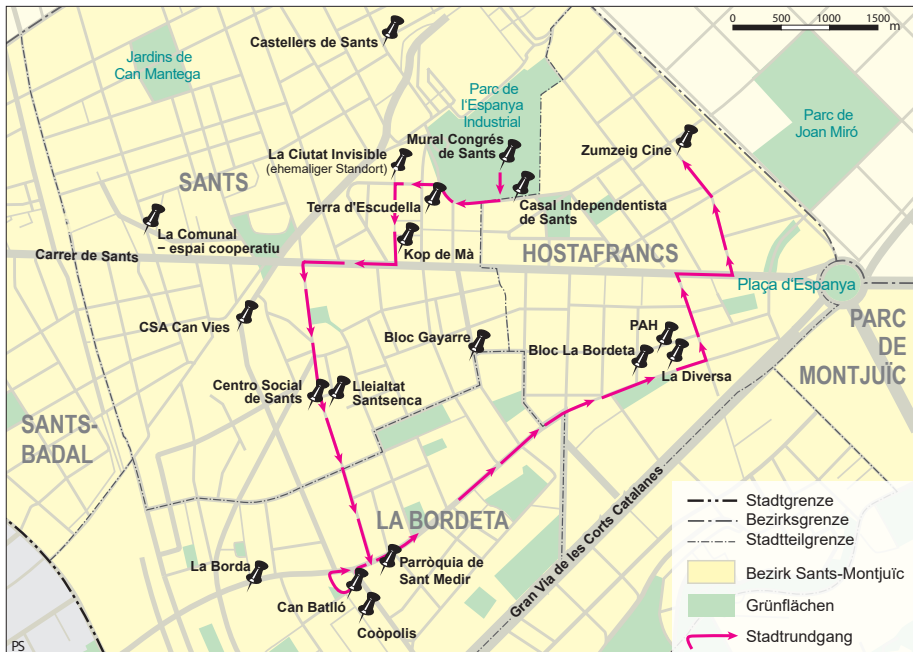 Castellers de Sants
0 500 1000 1500
m
Jardins de
Can Mantega
Parc de
l'Espanya
Industrial
Parc de
Joan Miró
Mural Congrés
de Sants
Zumzeig Cine
La Ciutat Invisible
(ehemaliger Standort)
SANTS
Terra d'Escudella
Casal Independentista
de Sants
La Comunal
– espai cooperatiu
Carrer de Sants
Kop de Mà
HOSTAFRANCS
Plaça d'Espanya
CSA Can Vies
Bloc Gayarre
PAH
Bloc La Bordeta
La Diversa
PARC
DE
MONTJUÏC
Centro Social
de Sants
Lleialtat
Santsenca
SANTS-
BADAL
LA BORDETA
Gran Via de les Corts Catalanes
La Borda
Parròquia de
Sant Medir
Can Batlló
Coòpolis
Stadtgrenze
Bezirksgrenze
Stadtteilgrenze
Bezirk Sants-Montjuïc
Grünflächen
Stadtrundgang
PS